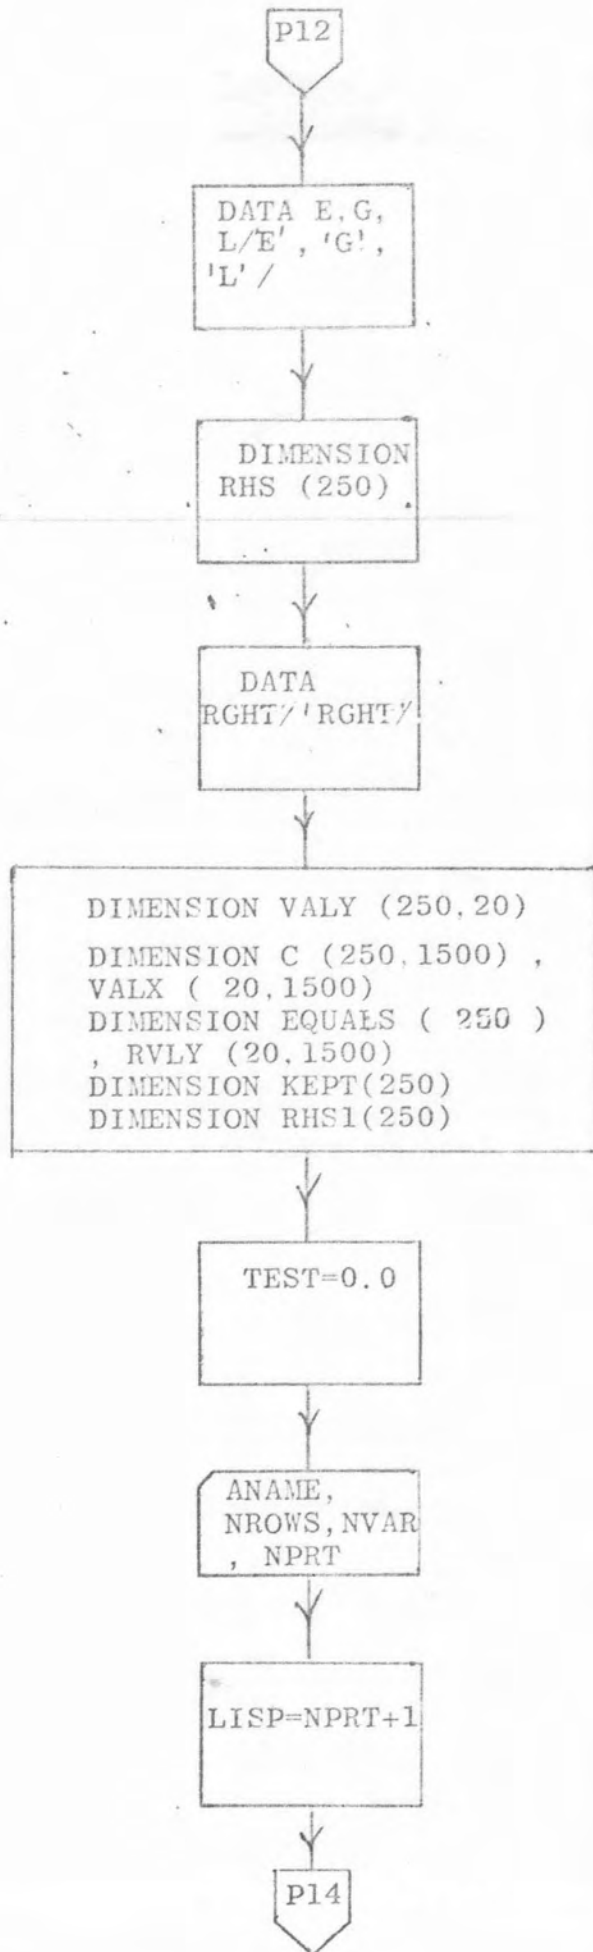 P12
DATA E,G,
L/E', 'G',
'L'/
DIMENSION
RHS (250)
DATA
RGHT/'RGHT/
DIMENSION VALY (250,20)
DIMENSION C (250,1500) ,
VALX ( 20,1500)
DIMENSION EQUALS ( 250 )
, RVLY (20,1500)
DIMENSION KEPT(250)
DIMENSION RHS1(250)
TEST=0.0
ANAME,
NROWS,NVAR
, NPRT
LISP=NPRT+1
P14